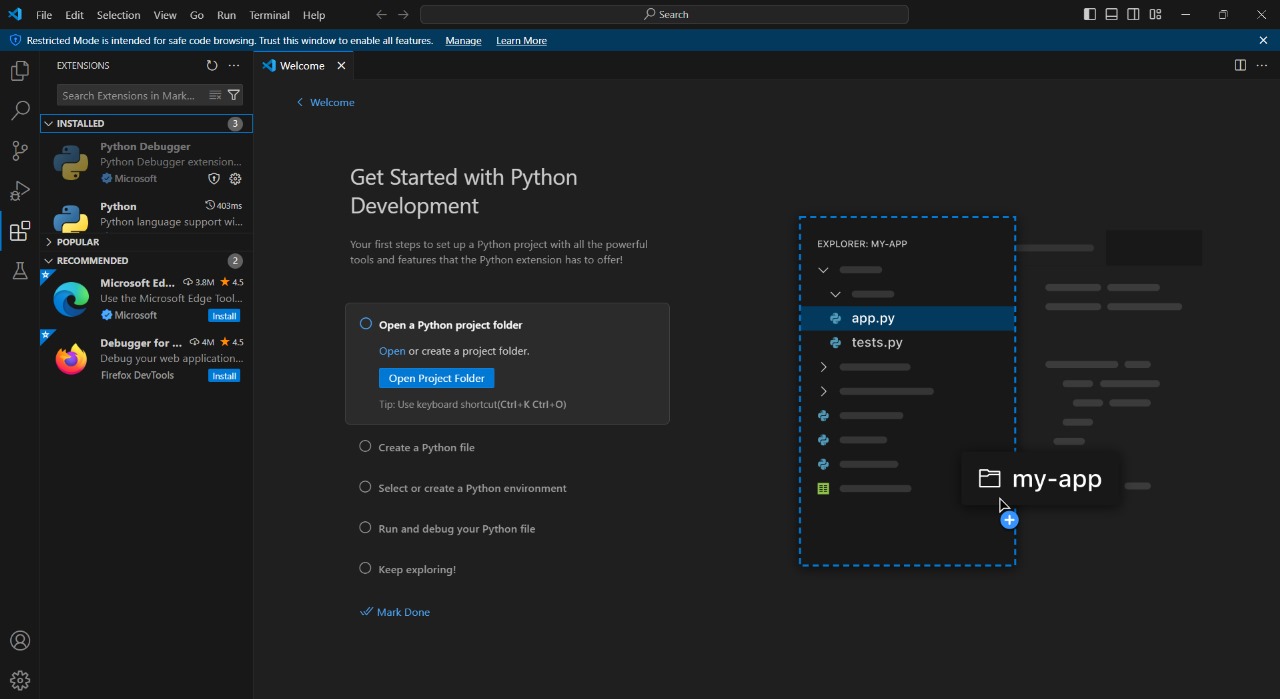 File Edit Selection View Go Run Terminal Help
Search
Restricted Mode is intended for safe code browsing. Trust this window to enable all features. Manage Learn More
EXTENSIONS
Welcome
Search Extensions in Mark...
Welcome
INSTALLED 3
Python Debugger
Python Debugger extension...
Microsoft
Python 403ms
Python language support wi...
POPULAR
RECOMMENDED 2
Microsoft Ed... 3.8M 4.5
Use the Microsoft Edge Tool...
Microsoft Install
Debugger for ... 4M 4.5
Debug your web application...
Firefox DevTools Install
Get Started with Python
Development
Your first steps to set up a Python project with all the powerful
tools and features that the Python extension has to offer!
Open a Python project folder
Open or create a project folder.
Open Project Folder
Tip: Use keyboard shortcut(Ctrl+K Ctrl+O)
Create a Python file
Select or create a Python environment
Run and debug your Python file
Keep exploring!
Mark Done
EXPLORER: MY-APP
app.py
tests.py
my-app